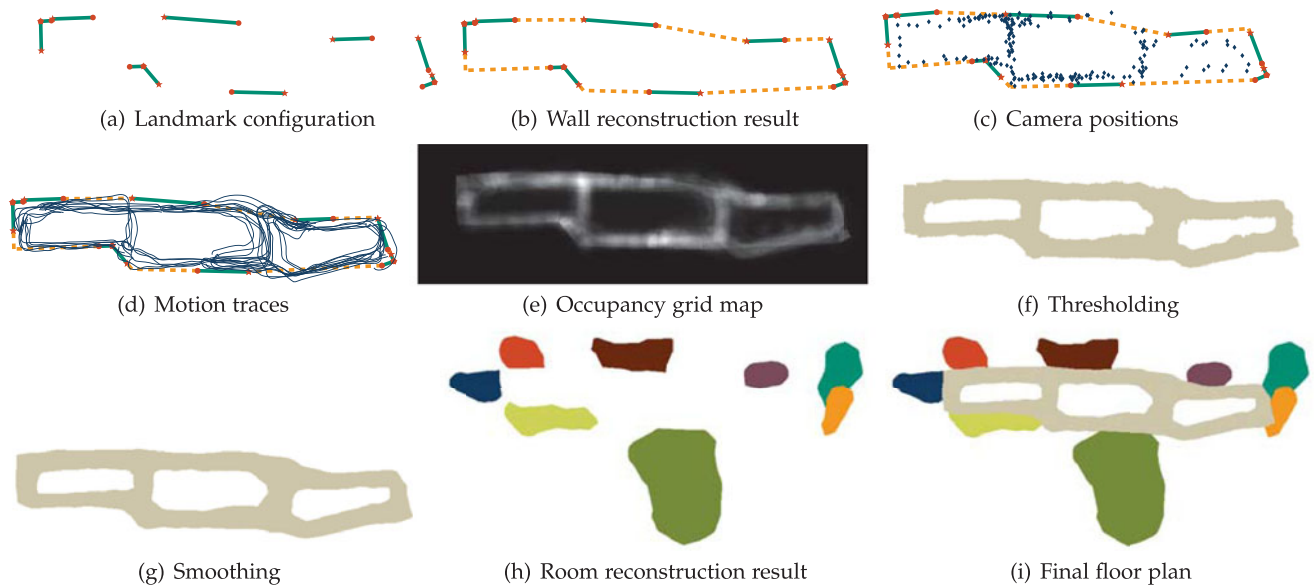 (a) Landmark configuration
(b) Wall reconstruction result
(c) Camera positions
(d) Motion traces
(e) Occupancy grid map
(f) Thresholding
(g) Smoothing
(h) Room reconstruction result
(i) Final floor plan